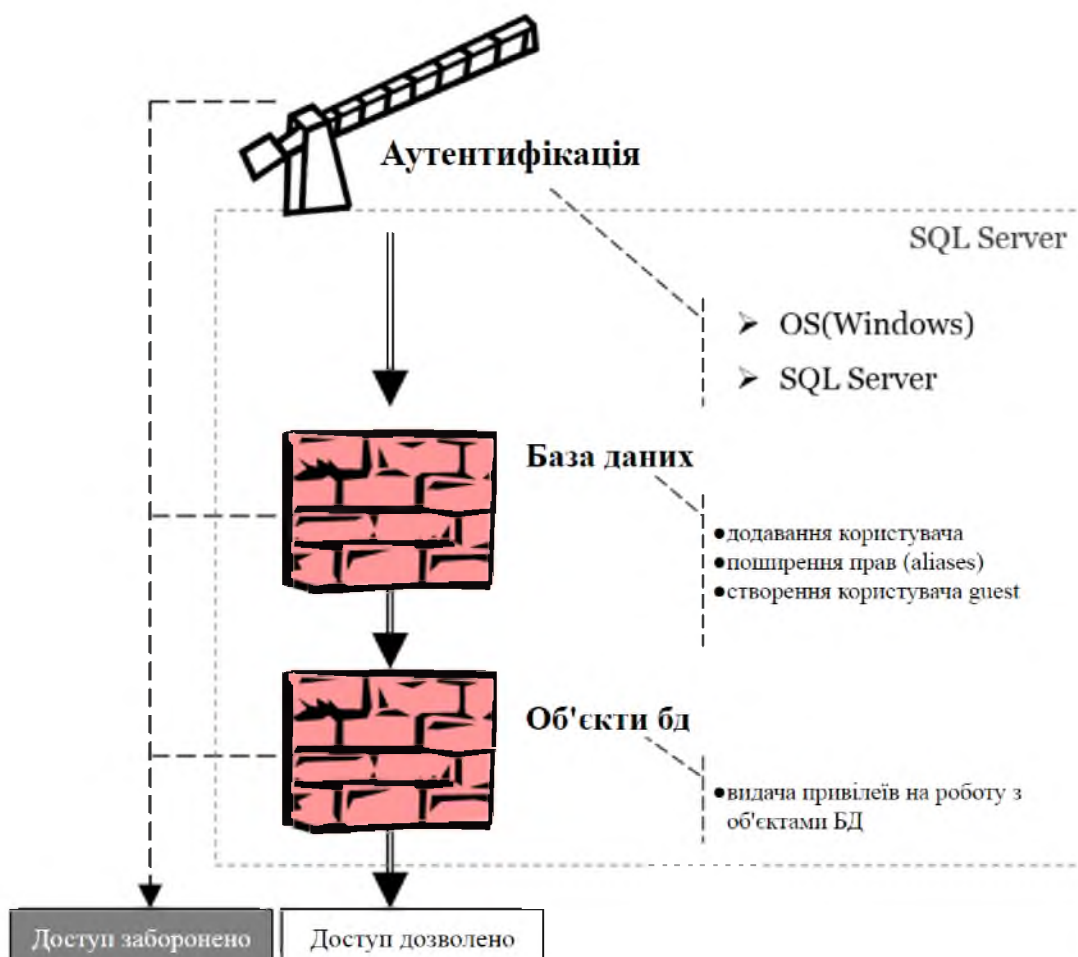 Аутентифікація
SQL Server
➢ OS(Windows)
➢ SQL Server
База даних
●додавання користувача
●поширення прав (aliases)
●створення користувача guest
Об'єкти бд
●видача привілеїв на роботу з
об'єктами БД
Доступ заборонено
Доступ дозволено